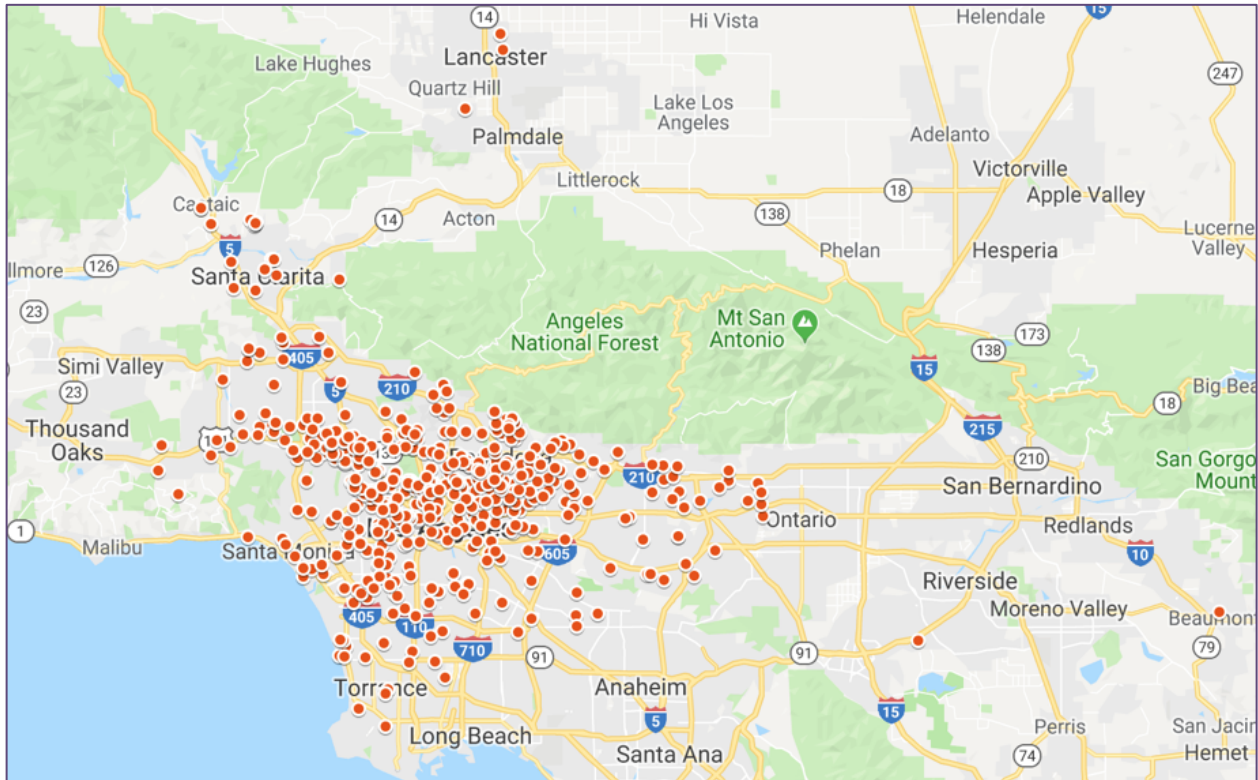 14
Hi Vista
Helendale
15
Lancaster
Lake Hughes
247
Quartz Hill
Lake Los
Angeles
Palmdale
Adelanto
Victorville
Littlerock
18
Apple Valley
Castaic
14
Acton
138
Lucerne
Valley
5
Phelan
Hesperia
126
llmore
Santa Clarita
23
Angeles
National Forest
Mt San
Antonio
173
138
405
Simi Valley
15
5
210
Big Bea
23
18
Thousand
Oaks
215
210
San Gorgo
Mount
210
San Bernardino
Ontario
Redlands
1
Malibu
Santa Monica
605
10
Riverside
Moreno Valley
405
110
Beaumont
710
91
91
79
Torrance
Anaheim
5
15
Long Beach
Perris
San Jacin
Santa Ana
74
Hemet